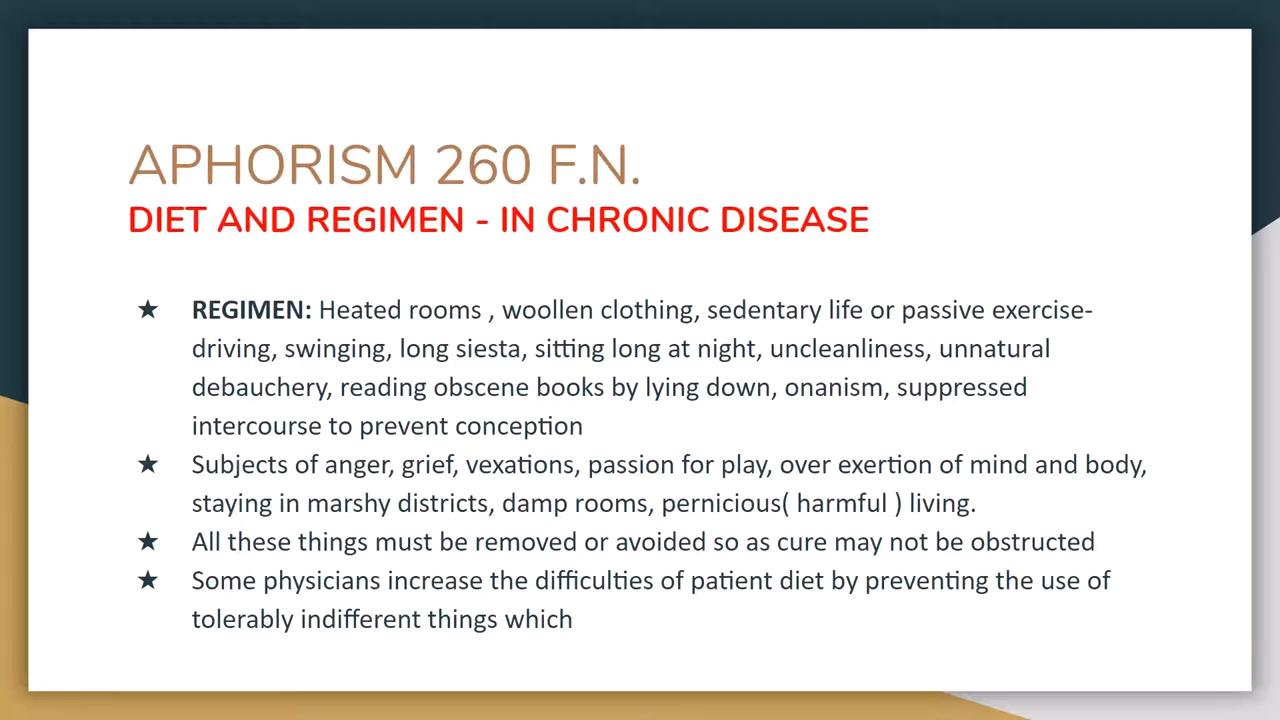 APHORISM 260 F.N.
DIET AND REGIMEN - IN CHRONIC DISEASE
★ REGIMEN: Heated rooms , woollen clothing, sedentary life or passive exercise-
driving, swinging, long siesta, sitting long at night, uncleanliness, unnatural
debauchery, reading obscene books by lying down, onanism, suppressed
intercourse to prevent conception
★ Subjects of anger, grief, vexations, passion for play, over exertion of mind and body,
staying in marshy districts, damp rooms, pernicious( harmful ) living.
★ All these things must be removed or avoided so as cure may not be obstructed
★ Some physicians increase the difficulties of patient diet by preventing the use of
tolerably indifferent things which